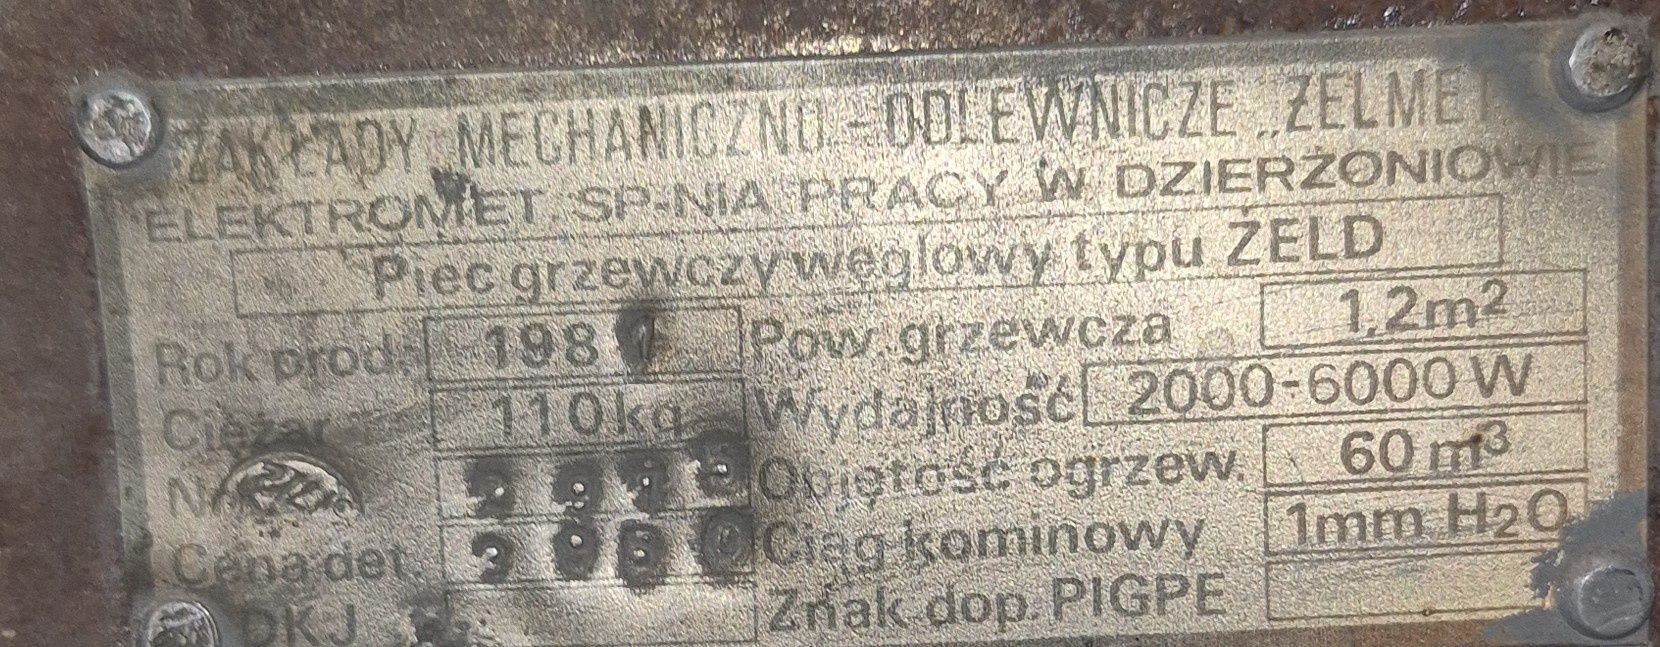 ZAKŁADY MECHANICZNO-ODLEWNICZE „ŻELMET
ELEKTROMET SP-NIA PRACY W DZIERŻONIOWIE
Piec grzewczy węglowy typu ŻELD
Rok prod. 198 Pow. grzewcza 1,2m²
Ciężar 110kg Wydajność 2000-6000 W
Objętość ogrzew. 60 m³
Cena det. Ciąg kominowy 1mm H₂O
DKJ Znak dop. PIGPE